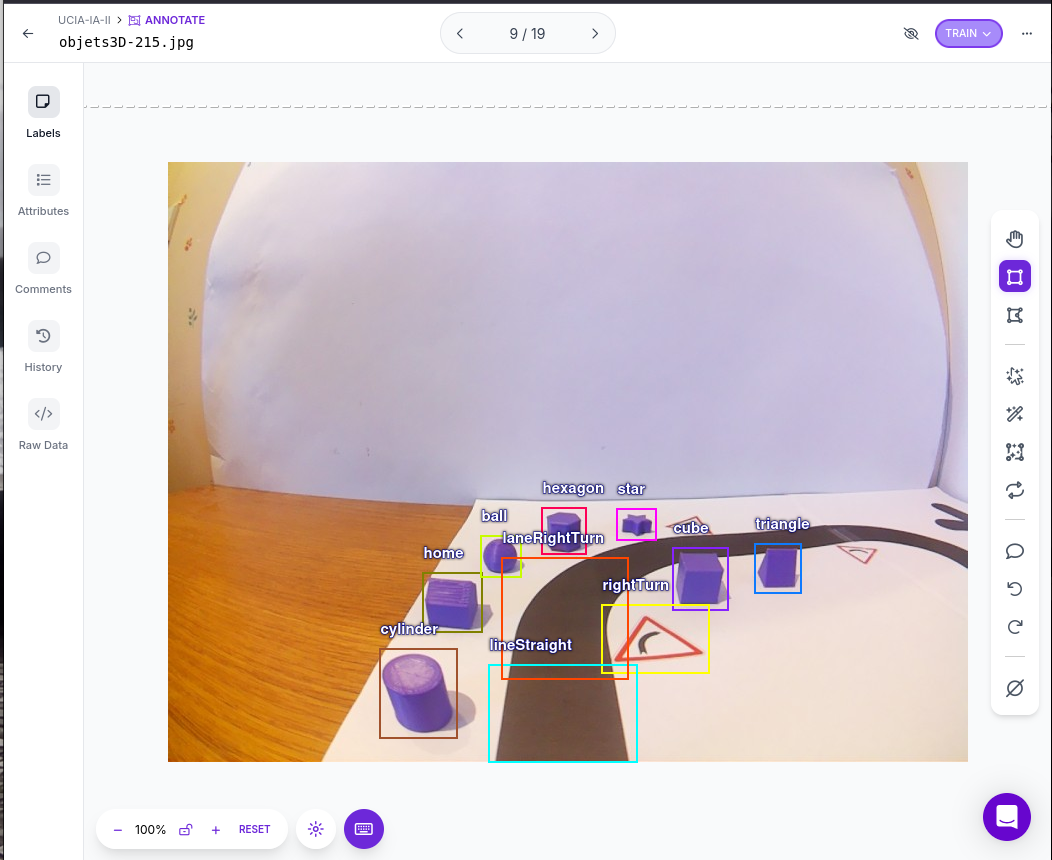 UCIA-IA-II > ANNOTATE
objets3D-215.jpg
9 / 19
TRAIN
Labels
Attributes
Comments
History
Raw Data
hexagon
star
ball
cube
triangle
laneRightTurn
home
rightTurn
cylinder
lineStraight
100%
RESET